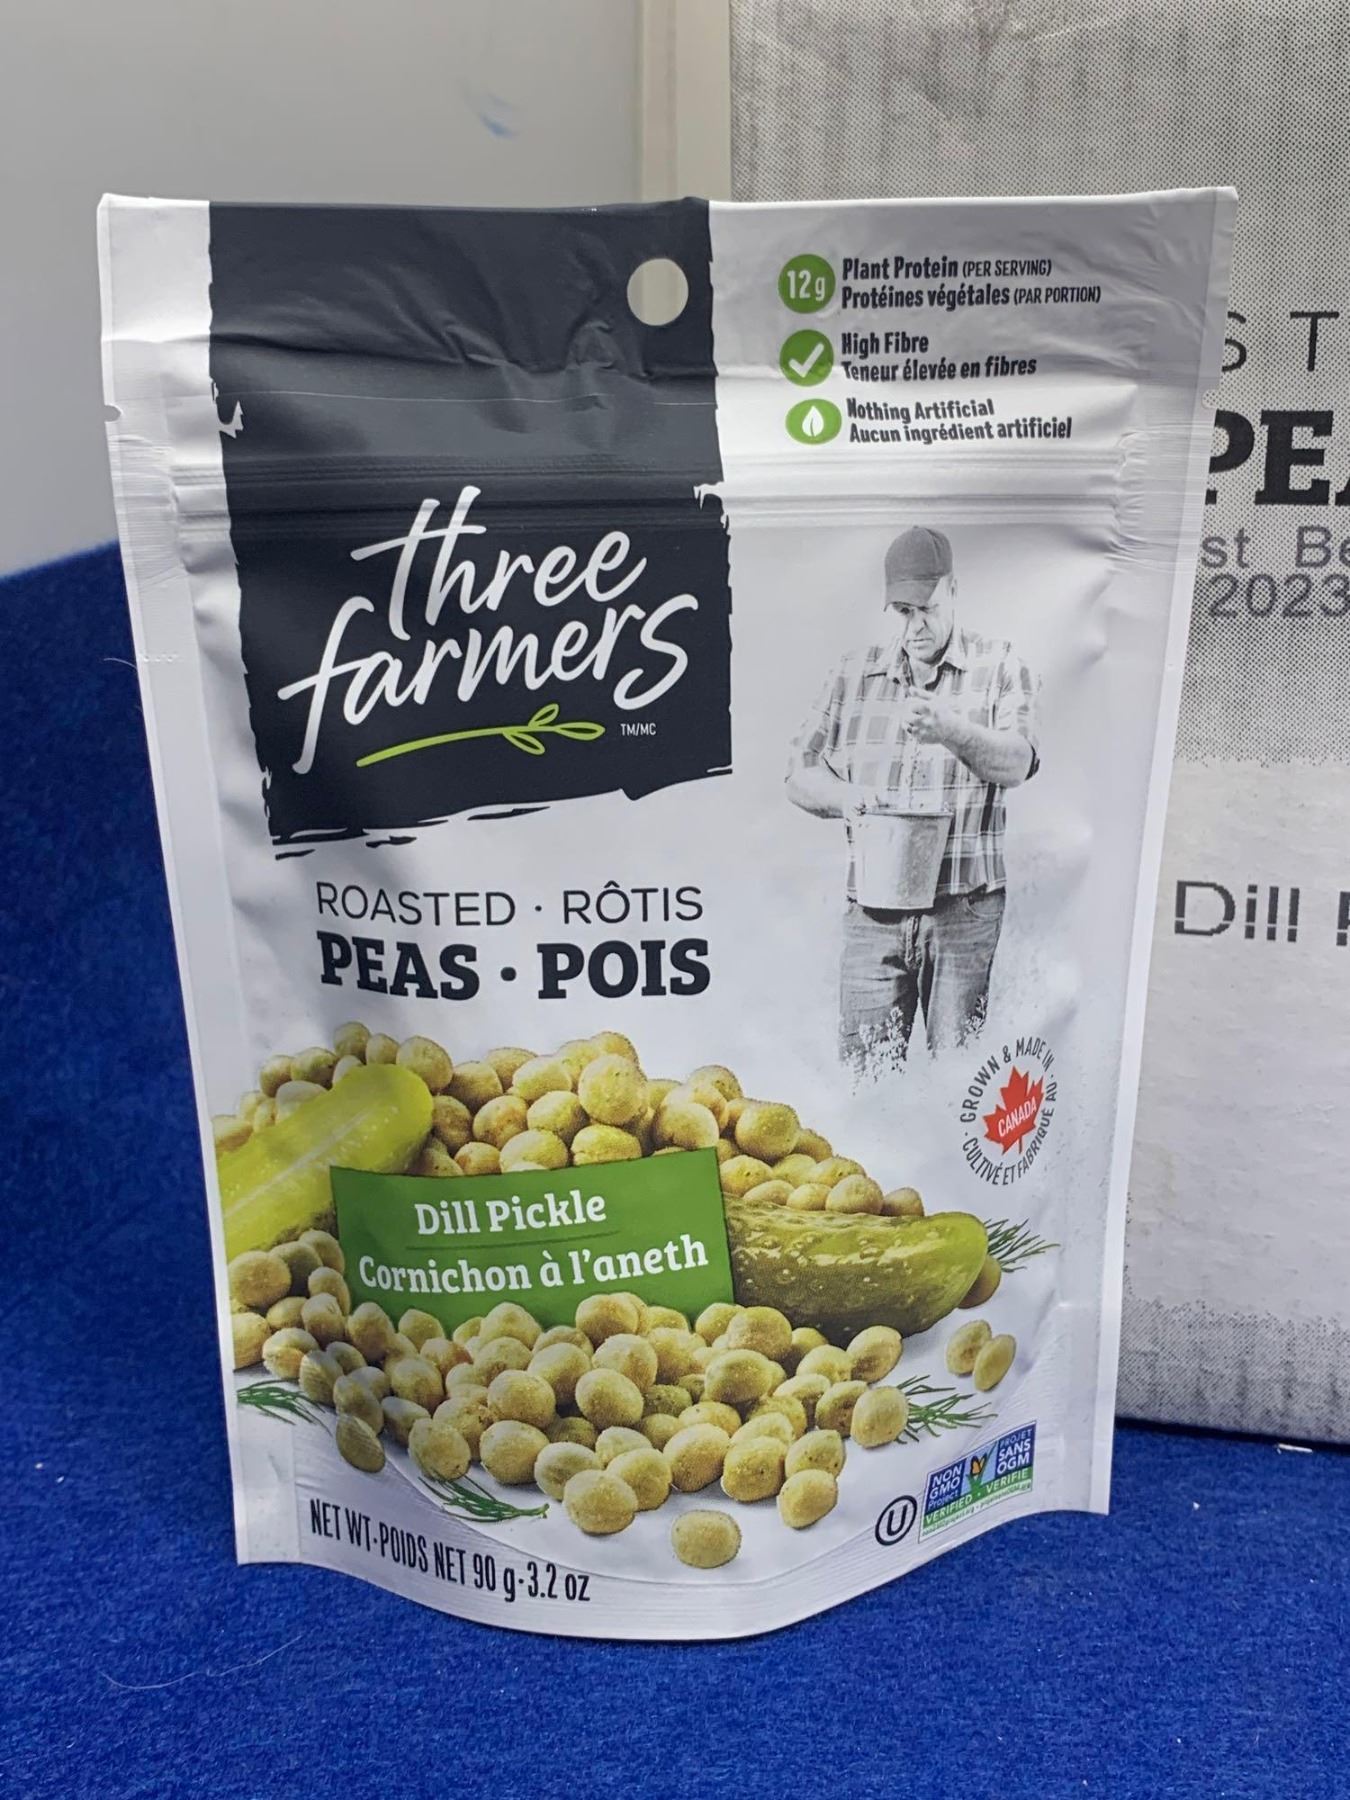 12g
Plant Protein (PER SERVING)
Protéines végétales (PAR PORTION)
High Fibre
Teneur élevée en fibres
Nothing Artificial
Aucun ingrédient artificiel
three
farmers
TM/MC
ROASTED · RÔTIS
PEAS · POIS
GROWN & MADE IN · AU
CANADA
· CULTIVÉ ET FABRIQUÉ
Dill Pickle
Cornichon à l'aneth
NON
GMO
Project
PROJET
SANS
OGM
VERIFIED · VERIFIÉ
U
NET WT·POIDS NET 90 g·3.2 oz
ST
PEA
st Be
2023
Dill P